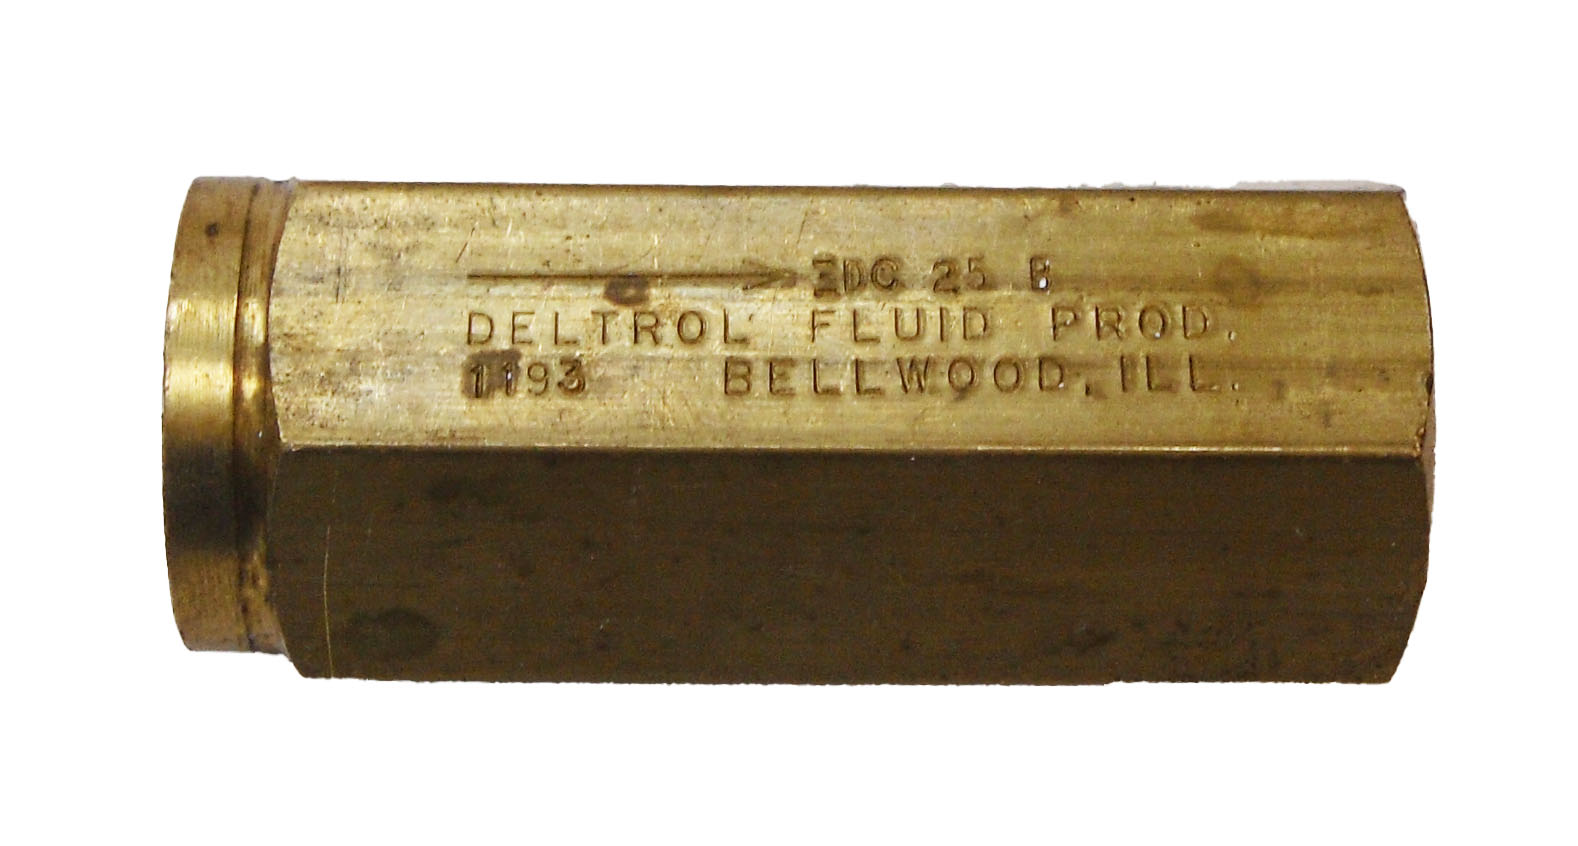 EDC 25 B
DELTROL FLUID PROD.
1193 BELLWOOD, ILL.